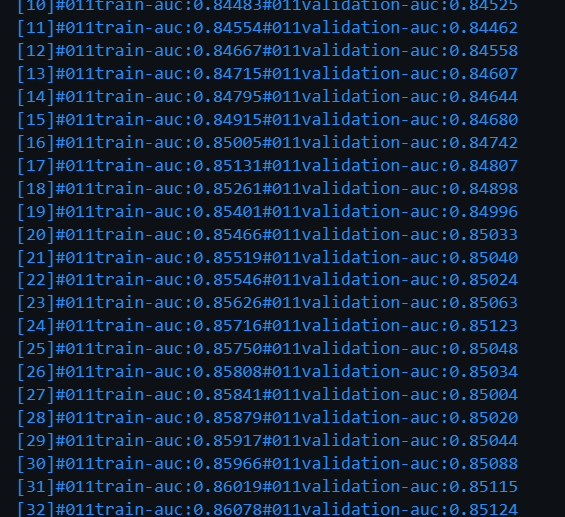 [10]#011train-auc:0.84483#011validation-auc:0.84525
[11]#011train-auc:0.84554#011validation-auc:0.84462
[12]#011train-auc:0.84667#011validation-auc:0.84558
[13]#011train-auc:0.84715#011validation-auc:0.84607
[14]#011train-auc:0.84795#011validation-auc:0.84644
[15]#011train-auc:0.84915#011validation-auc:0.84680
[16]#011train-auc:0.85005#011validation-auc:0.84742
[17]#011train-auc:0.85131#011validation-auc:0.84807
[18]#011train-auc:0.85261#011validation-auc:0.84898
[19]#011train-auc:0.85401#011validation-auc:0.84996
[20]#011train-auc:0.85466#011validation-auc:0.85033
[21]#011train-auc:0.85519#011validation-auc:0.85040
[22]#011train-auc:0.85546#011validation-auc:0.85024
[23]#011train-auc:0.85626#011validation-auc:0.85063
[24]#011train-auc:0.85716#011validation-auc:0.85123
[25]#011train-auc:0.85750#011validation-auc:0.85048
[26]#011train-auc:0.85808#011validation-auc:0.85034
[27]#011train-auc:0.85841#011validation-auc:0.85004
[28]#011train-auc:0.85879#011validation-auc:0.85020
[29]#011train-auc:0.85917#011validation-auc:0.85044
[30]#011train-auc:0.85966#011validation-auc:0.85088
[31]#011train-auc:0.86019#011validation-auc:0.85115
[32]#011train-auc:0.86078#011validation-auc:0.85124